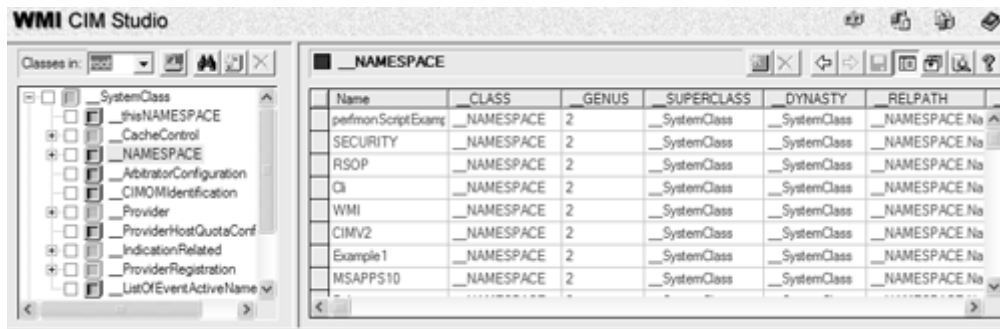 WMI CIM Studio
Classes in: root
__SystemClass
__thisNAMESPACE
__CacheControl
__NAMESPACE
__ArbitratorConfiguration
__CIMOMIdentification
__Provider
__ProviderHostQuotaConf
__IndicationRelated
__ProviderRegistration
__ListOfEventActiveName
__NAMESPACE
Name __CLASS __GENUS __SUPERCLASS __DYNASTY __RELPATH
perfmonScriptExamp __NAMESPACE 2 __SystemClass __SystemClass __NAMESPACE.Na
SECURITY __NAMESPACE 2 __SystemClass __SystemClass __NAMESPACE.Na
RSOP __NAMESPACE 2 __SystemClass __SystemClass __NAMESPACE.Na
Cli __NAMESPACE 2 __SystemClass __SystemClass __NAMESPACE.Na
WMI __NAMESPACE 2 __SystemClass __SystemClass __NAMESPACE.Na
CIMV2 __NAMESPACE 2 __SystemClass __SystemClass __NAMESPACE.Na
Example1 __NAMESPACE 2 __SystemClass __SystemClass __NAMESPACE.Na
MSAPPS10 __NAMESPACE 2 __SystemClass __SystemClass __NAMESPACE.Na